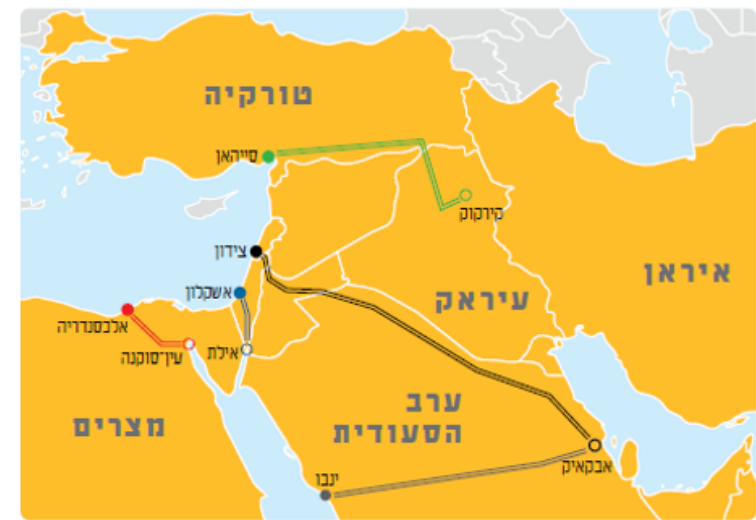 טורקיה
סייהאן
קירקוק
צידון
איראן
אשקלון
עיראק
אלכסנדריה
עין־סוקנה
אילת
מצרים
ערב
הסעודית
אבקאיק
ינבו